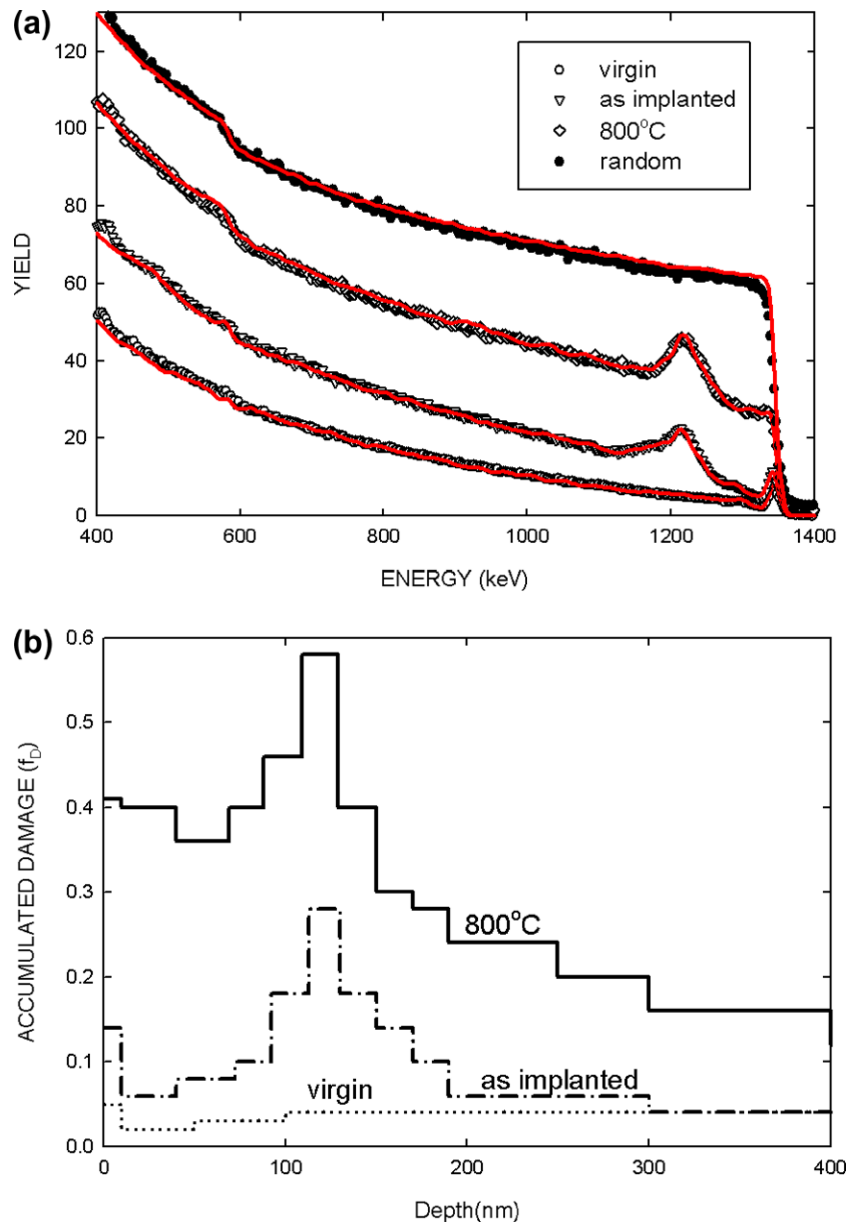 (a)
120
100
80
60
40
20
0
YIELD
virgin
as implanted
800°C
random
400 600 800 1000 1200 1400
ENERGY (keV)
(b)
0.6
0.5
0.4
0.3
0.2
0.1
0.0
ACCUMULATED DAMAGE (f_D)
800°C
virgin
as implanted
0 100 200 300 400
Depth(nm)